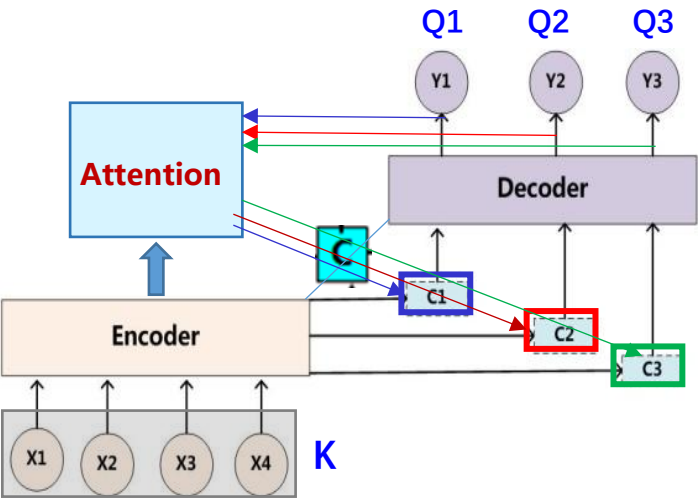 Q1 Q2 Q3
Y1 Y2 Y3
Attention
Decoder
C
C1
Encoder
C2
C3
X1 X2 X3 X4
K